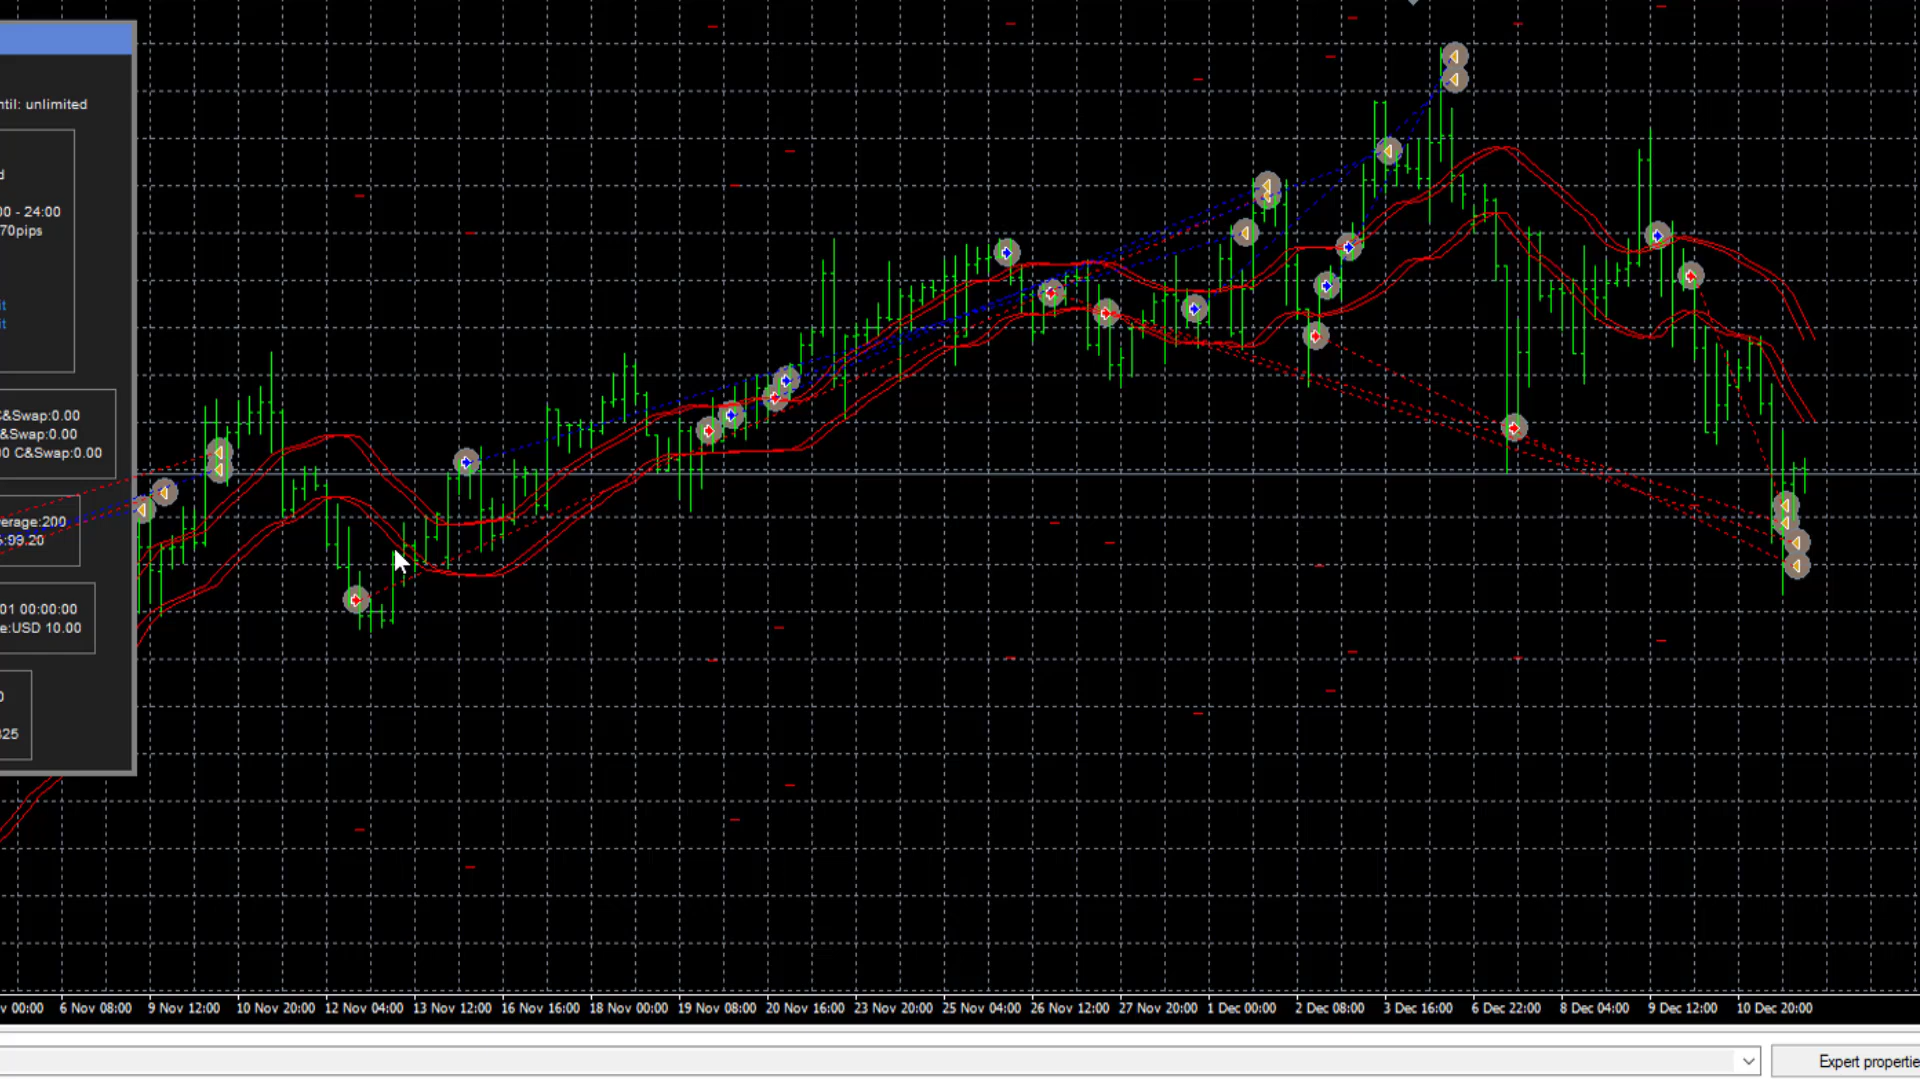 ntil: unlimited
d
00 - 24:00
70pips
it
it
C&Swap:0.00
&Swap:0.00
00 C&Swap:0.00
erage:200
:99.20
01 00:00:00
e:USD 10.00
0
25
v 00:00 6 Nov 08:00 9 Nov 12:00 10 Nov 20:00 12 Nov 04:00 13 Nov 12:00 16 Nov 16:00 18 Nov 00:00 19 Nov 08:00 20 Nov 16:00 23 Nov 20:00 25 Nov 04:00 26 Nov 12:00 27 Nov 20:00 1 Dec 00:00 2 Dec 08:00 3 Dec 16:00 6 Dec 22:00 8 Dec 04:00 9 Dec 12:00 10 Dec 20:00
Expert propertie